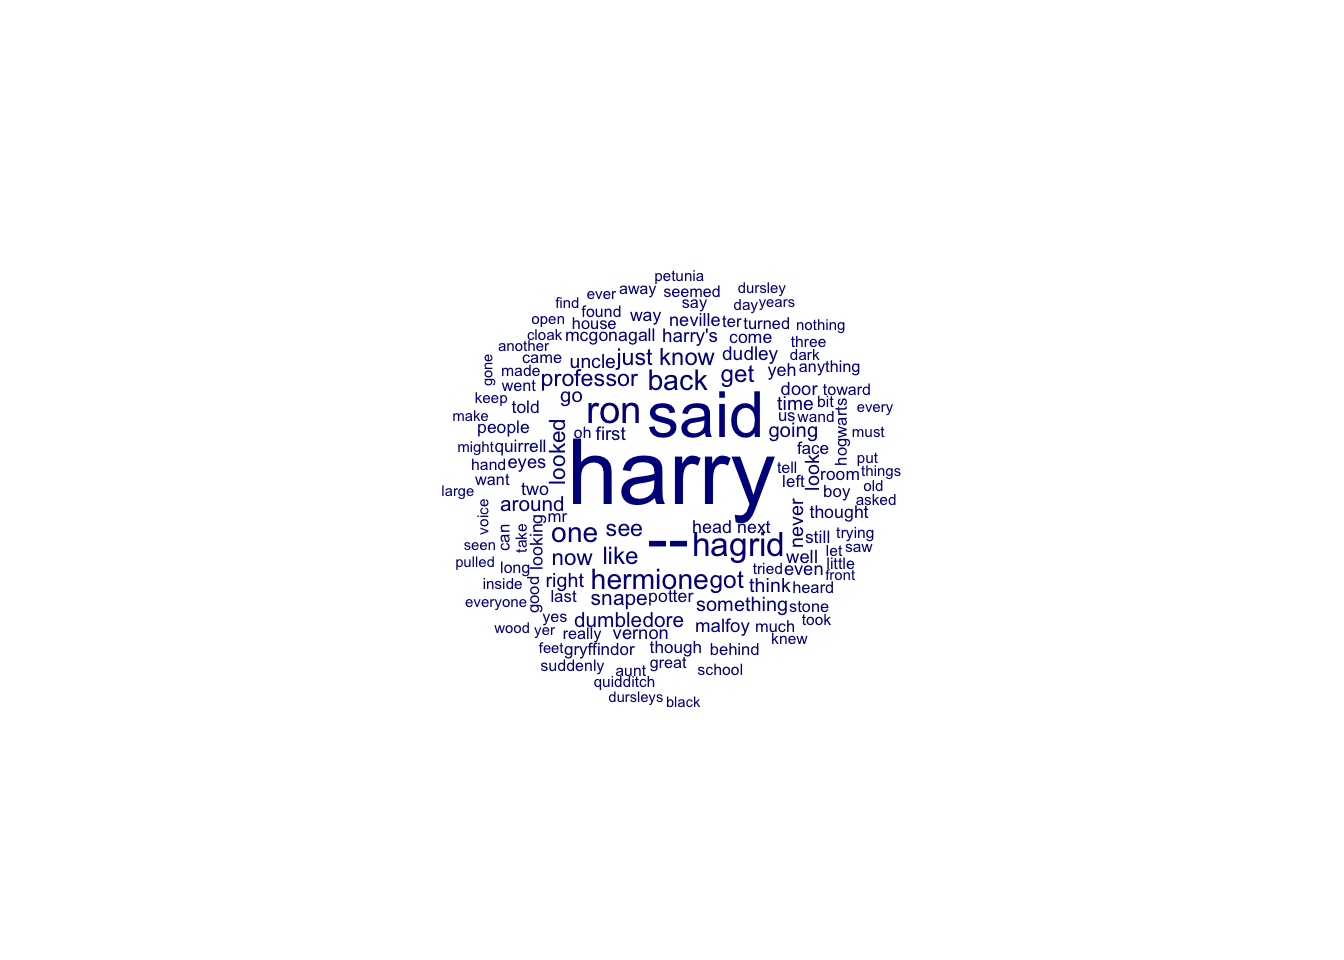 petunia
ever away seemed dursley
find found say day years
open house way neville ter turned nothing
cloak mcgonagall harry's come three
another came uncle just know dudley dark
gone made went professor back get yeh anything
keep go ron said door toward
make told time bit every
people looked oh first us wand hogwarts
might quirrell harry going face must
hand eyes tell look room put things
want two left boy old
large around mr never thought asked
voice can take looking one see -- head next hagrid still trying
seen now like well let saw
pulled long right hermione got tried even little front
inside good last snape potter think heard
everyone yes dumbledore something stone
wood yer really vernon malfoy much took knew
feet gryffindor though behind
suddenly aunt great school
quidditch
dursleys black